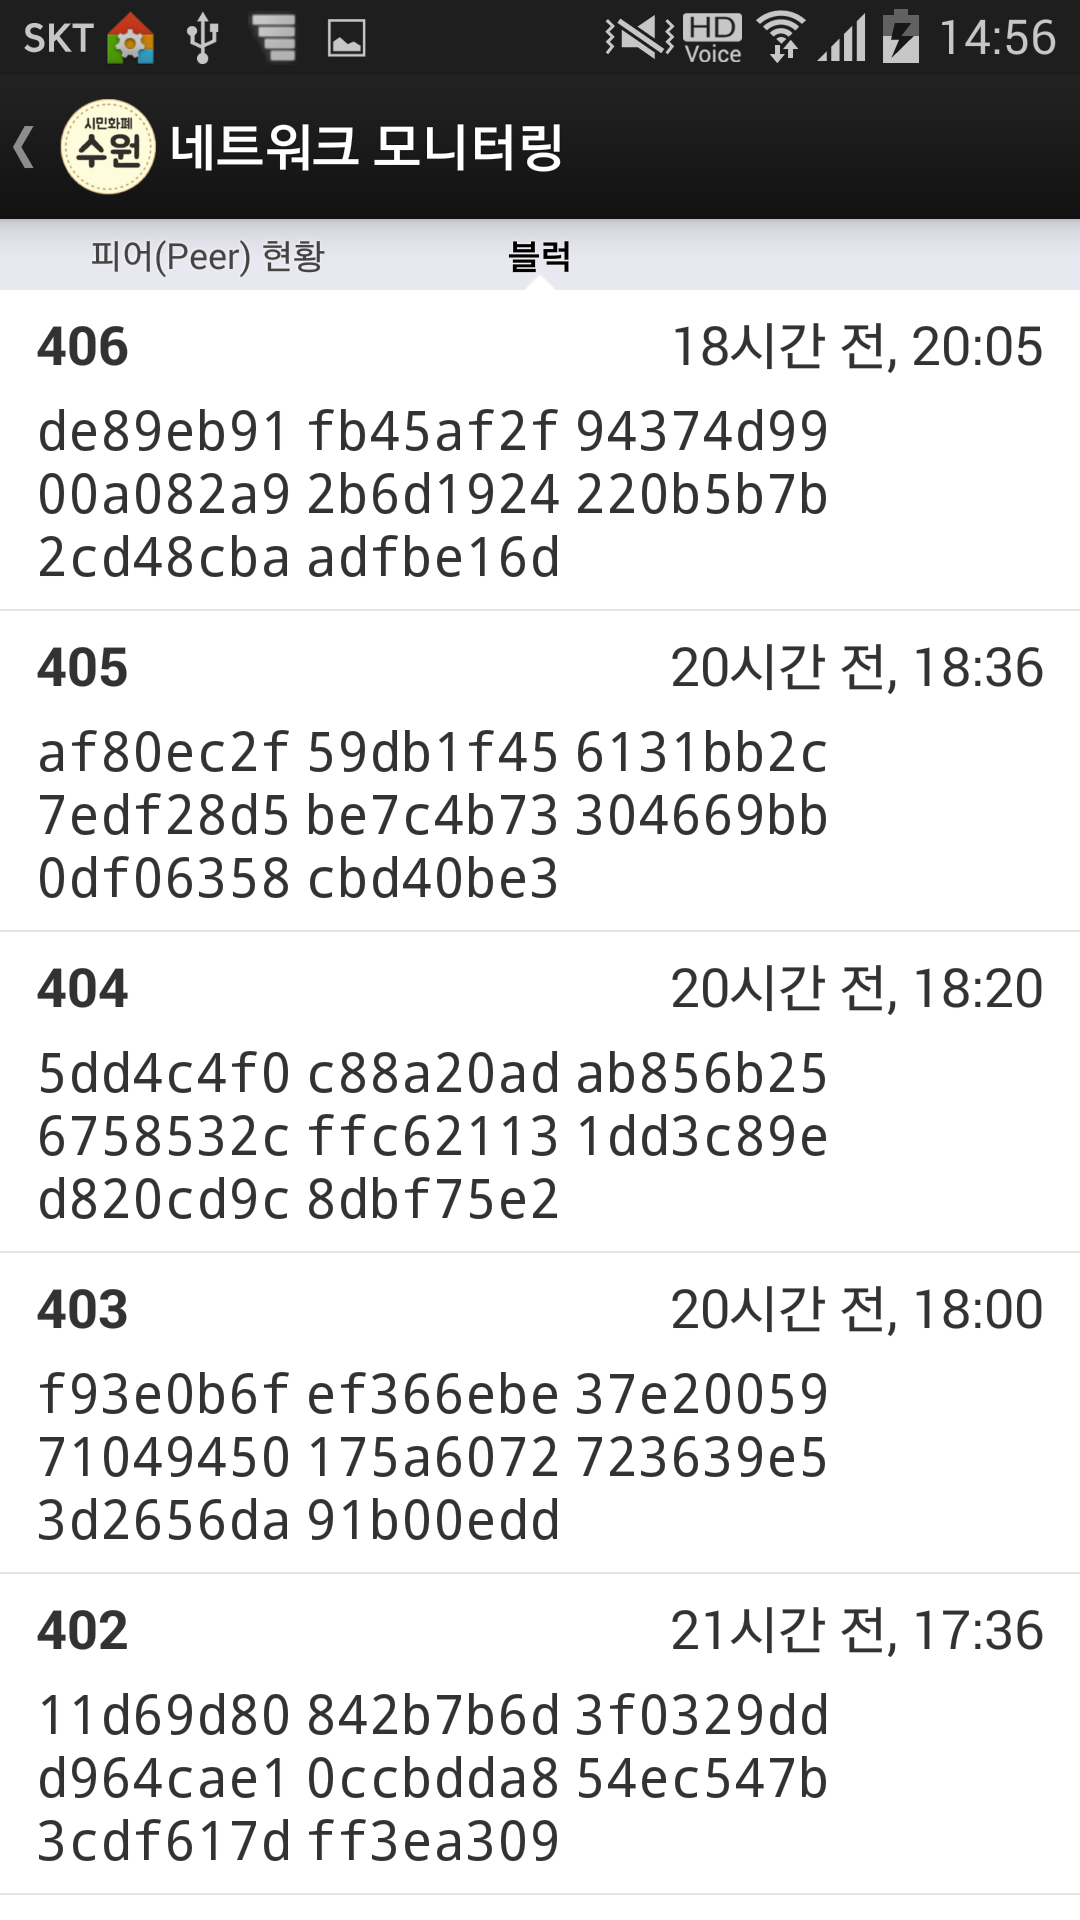 SKT HD Voice 14:56
시민화폐 수원 네트워크 모니터링
피어(Peer) 현황 블럭
406 18시간 전, 20:05
de89eb91 fb45af2f 94374d99
00a082a9 2b6d1924 220b5b7b
2cd48cba adfbe16d
405 20시간 전, 18:36
af80ec2f 59db1f45 6131bb2c
7edf28d5 be7c4b73 304669bb
0df06358 cbd40be3
404 20시간 전, 18:20
5dd4c4f0 c88a20ad ab856b25
6758532c ffc62113 1dd3c89e
d820cd9c 8dbf75e2
403 20시간 전, 18:00
f93e0b6f ef366ebe 37e20059
71049450 175a6072 723639e5
3d2656da 91b00edd
402 21시간 전, 17:36
11d69d80 842b7b6d 3f0329dd
d964cae1 0ccbdda8 54ec547b
3cdf617d ff3ea309